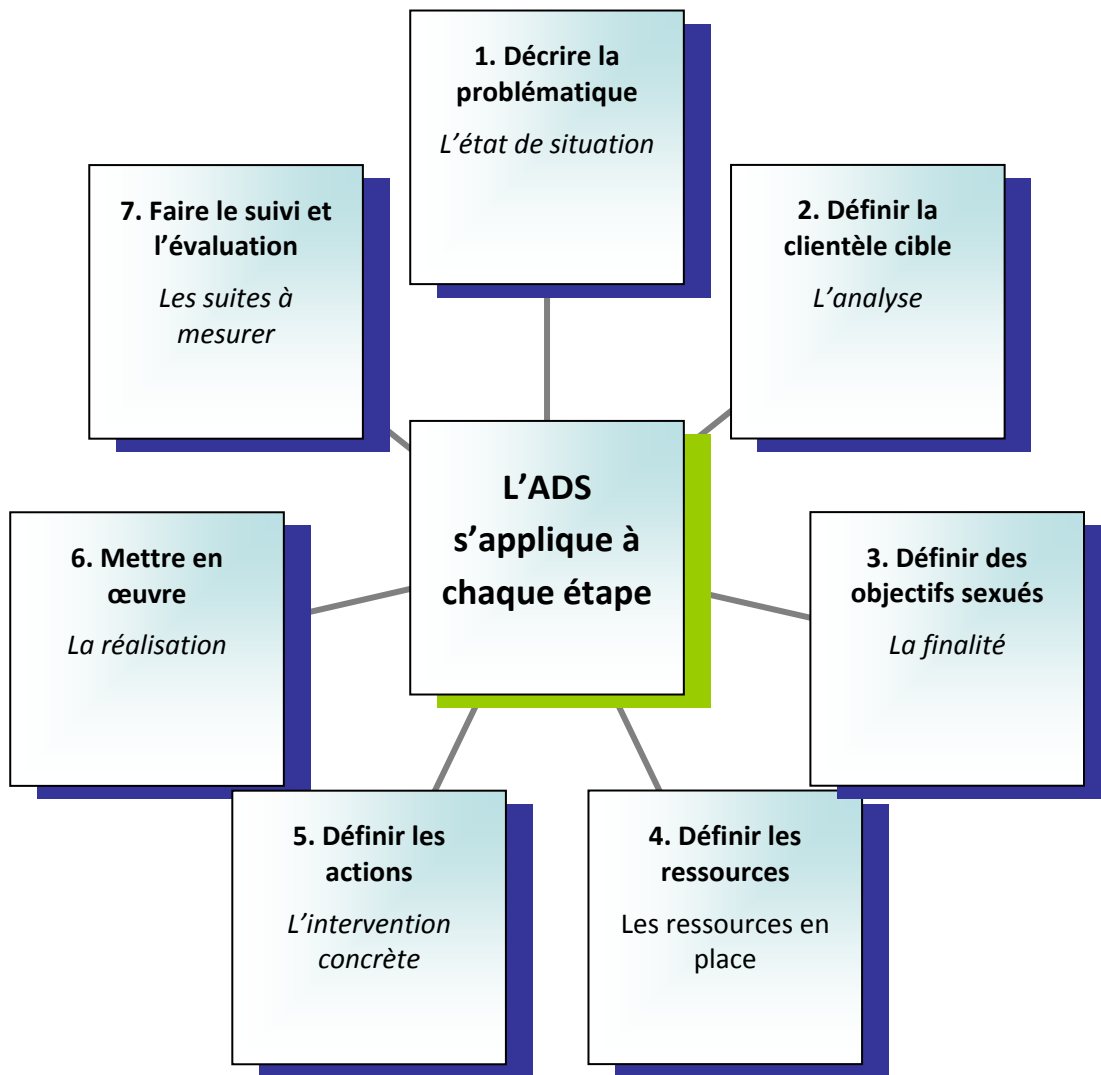 1. Décrire la
problématique
L’état de situation
2. Définir la
clientèle cible
L’analyse
3. Définir des
objectifs sexués
La finalité
4. Définir les
ressources
Les ressources en
place
5. Définir les
actions
L’intervention
concrète
6. Mettre en
œuvre
La réalisation
7. Faire le suivi et
l’évaluation
Les suites à
mesurer
L’ADS
s’applique à
chaque étape